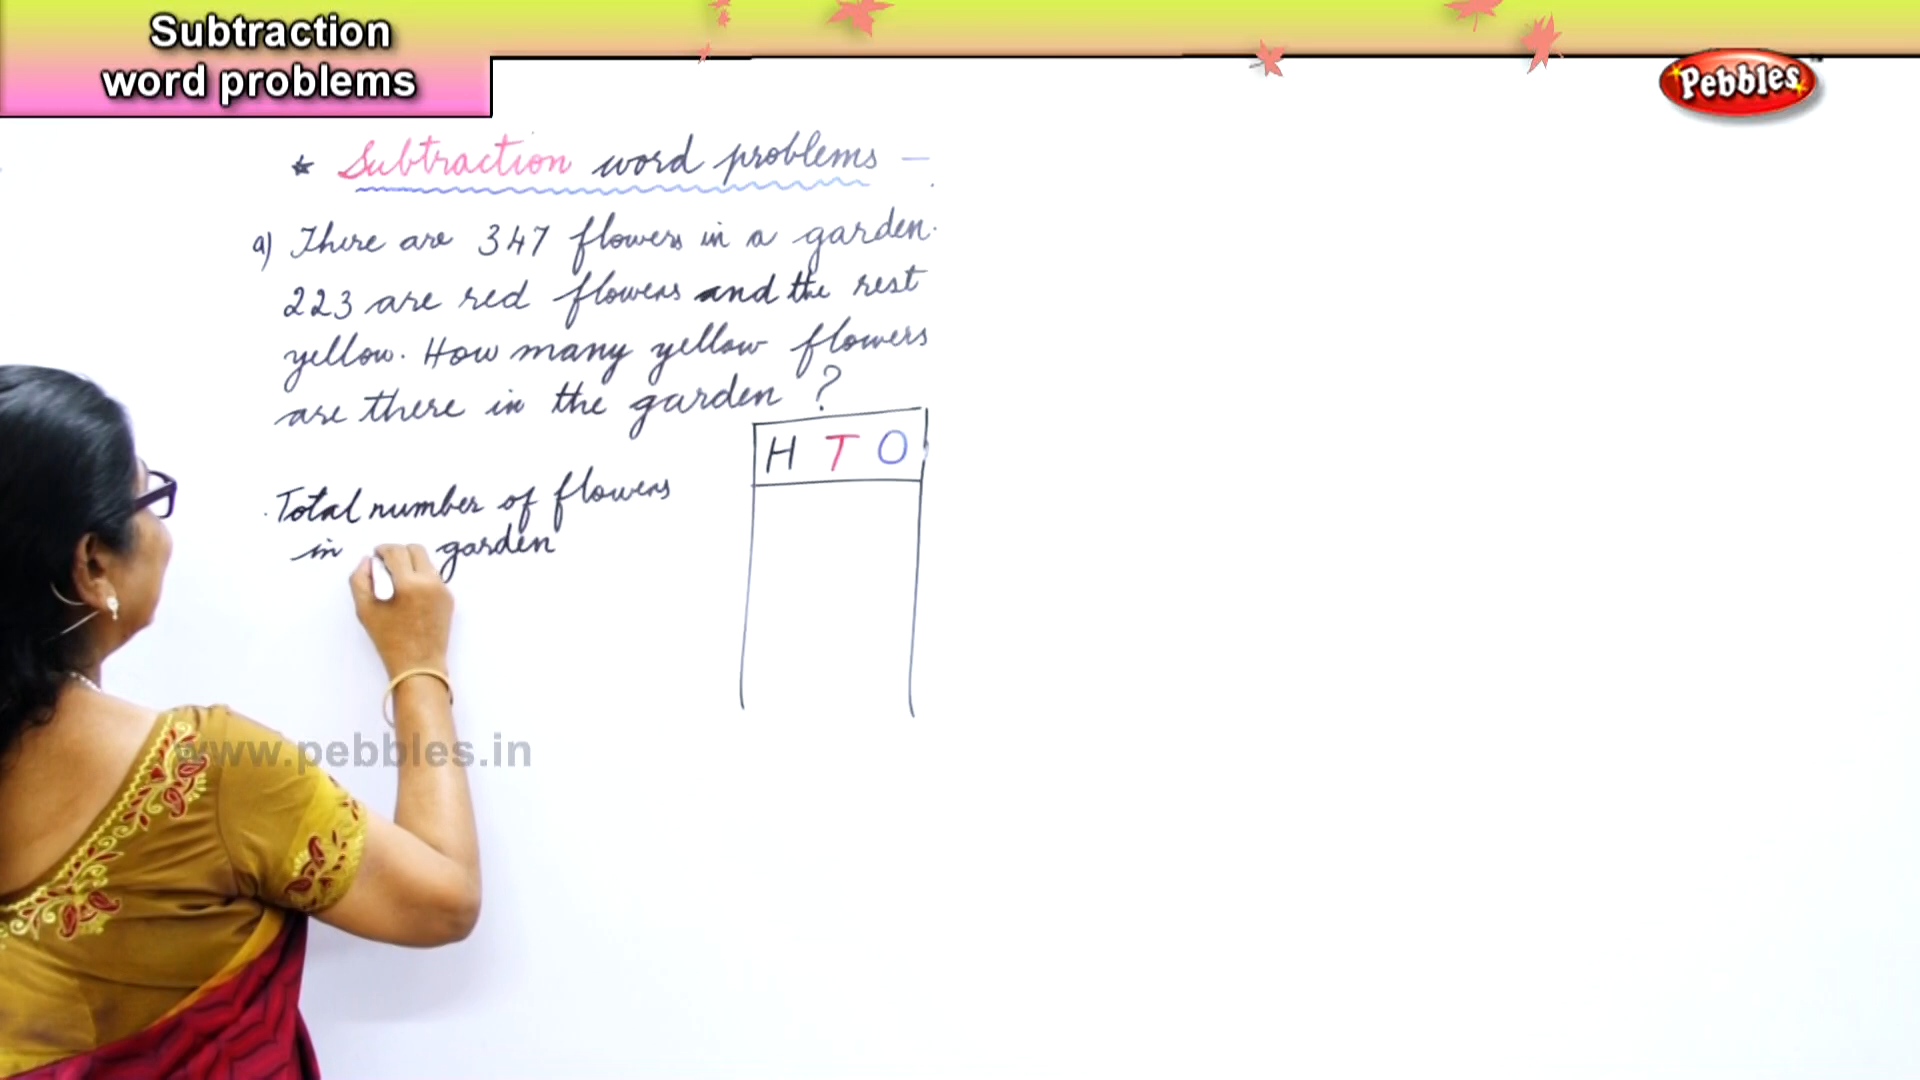 Subtraction
word problems
Pebbles
* Subtraction word problems –
a) There are 347 flowers in a garden.
223 are red flowers and the rest
yellow. How many yellow flowers
are there in the garden ?
H T O
Total number of flowers
in garden
www.pebbles.in